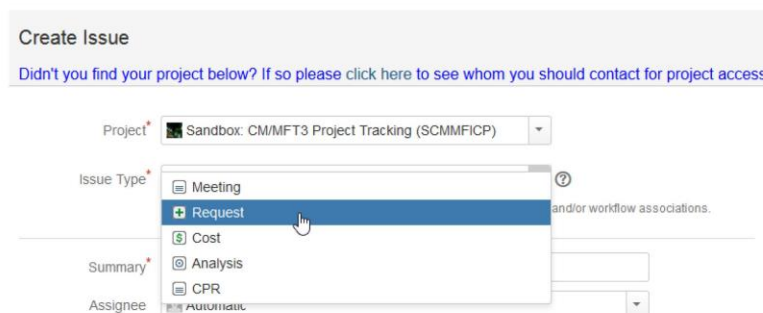 Create Issue
Didn't you find your project below? If so please click here to see whom you should contact for project access
Project* Sandbox: CM/MFT3 Project Tracking (SCMMFICP)
Issue Type*
Meeting
Request
and/or workflow associations.
Cost
Analysis
Summary*
CPR
Assignee Automatic